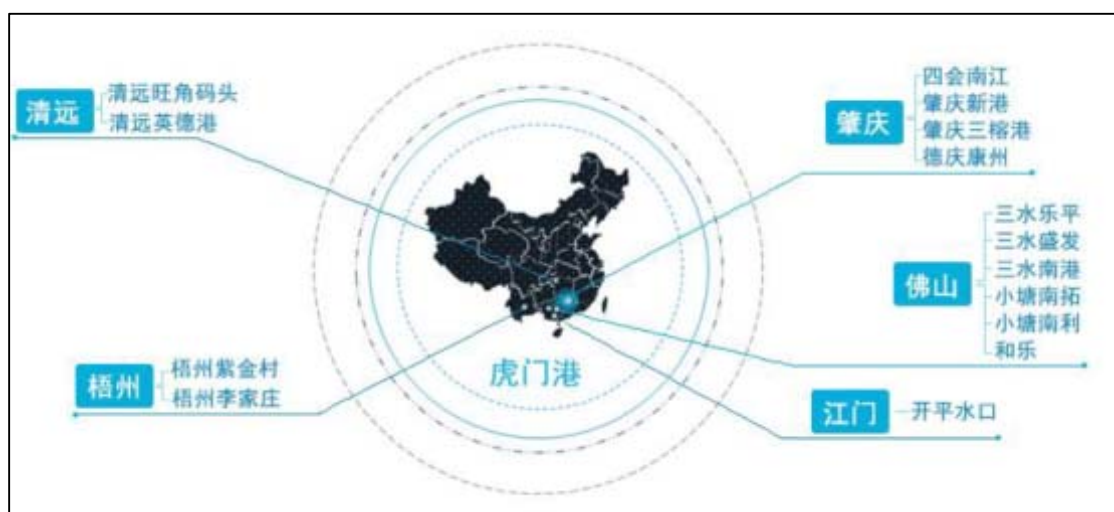 清远
清远旺角码头
清远英德港
肇庆
四会南江
肇庆新港
肇庆三榕港
德庆康州
佛山
三水乐平
三水盛发
三水南港
小塘南拓
小塘南利
和乐
虎门港
梧州
梧州紫金村
梧州李家庄
江门
开平水口